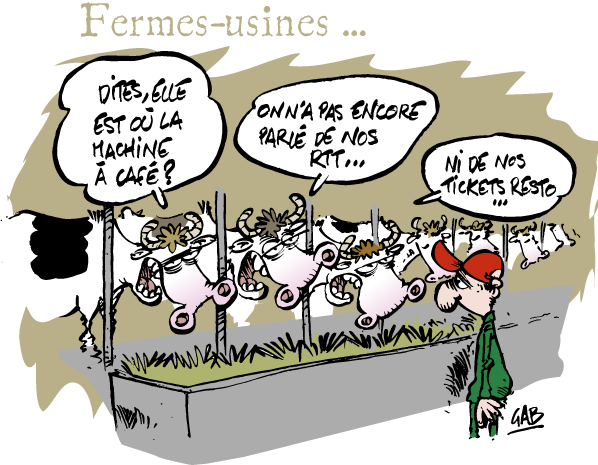 Fermes-usines ...
DITES, ELLE
EST OÙ LA
MACHINE
À CAFÉ?
ON N'A PAS ENCORE
PARLÉ DE NOS
RTT...
NI DE NOS
TICKETS RESTO
...
GAB